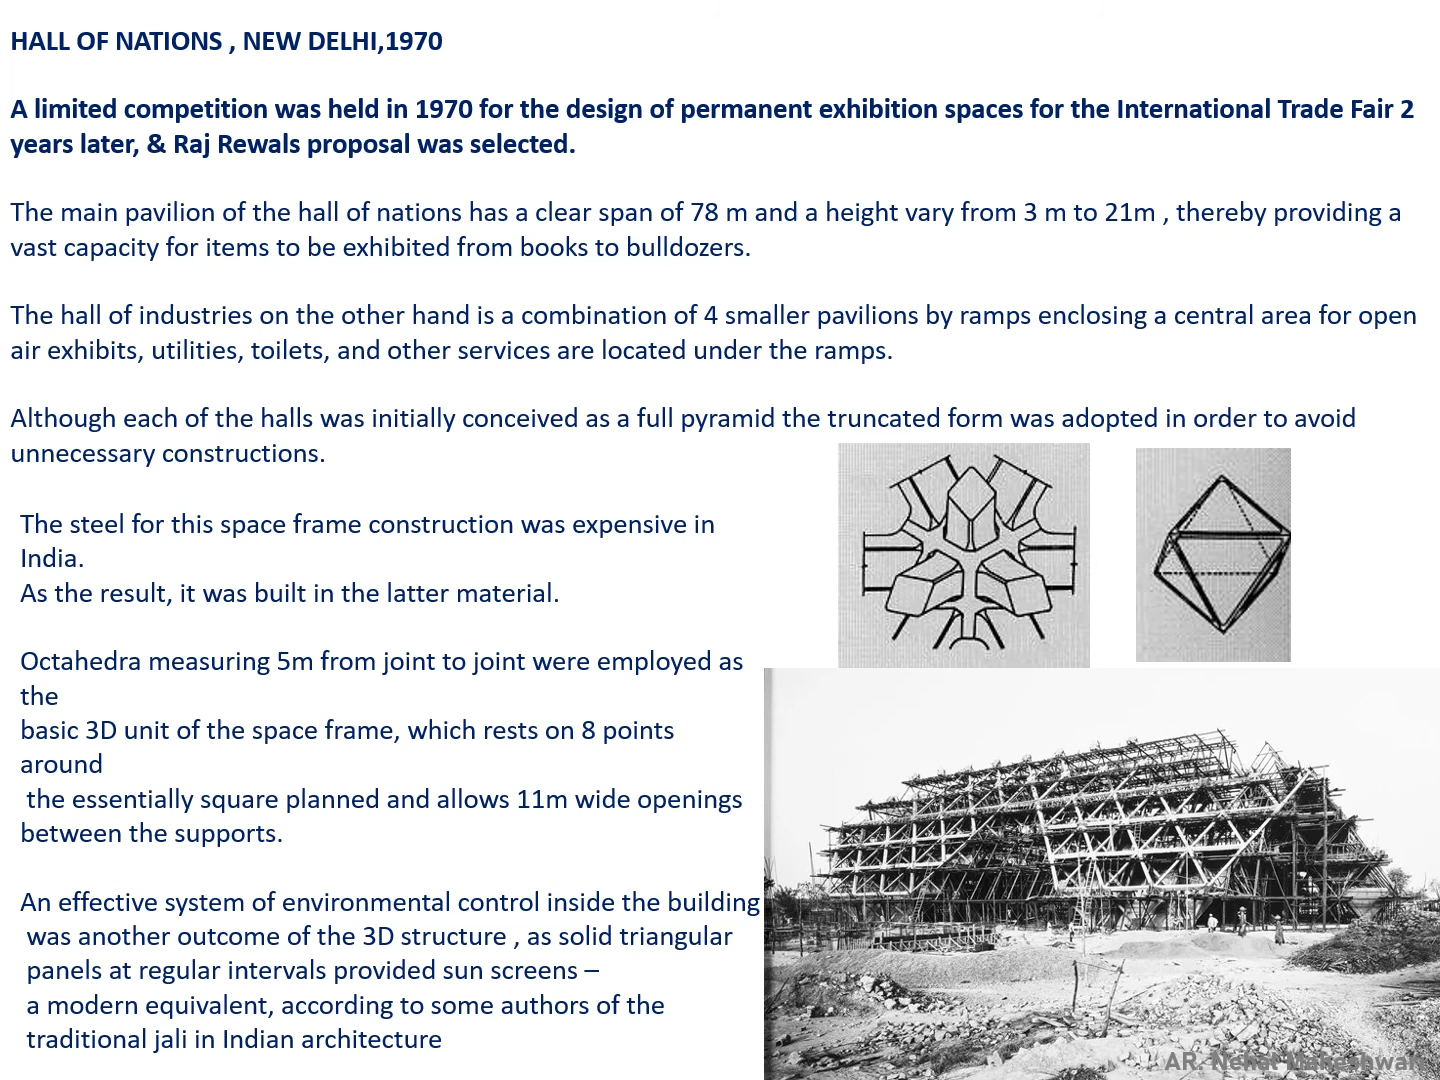 HALL OF NATIONS , NEW DELHI,1970
A limited competition was held in 1970 for the design of permanent exhibition spaces for the International Trade Fair 2
years later, & Raj Rewals proposal was selected.
The main pavilion of the hall of nations has a clear span of 78 m and a height vary from 3 m to 21m , thereby providing a
vast capacity for items to be exhibited from books to bulldozers.
The hall of industries on the other hand is a combination of 4 smaller pavilions by ramps enclosing a central area for open
air exhibits, utilities, toilets, and other services are located under the ramps.
Although each of the halls was initially conceived as a full pyramid the truncated form was adopted in order to avoid
unnecessary constructions.
The steel for this space frame construction was expensive in
India.
As the result, it was built in the latter material.
Octahedra measuring 5m from joint to joint were employed as
the
basic 3D unit of the space frame, which rests on 8 points
around
the essentially square planned and allows 11m wide openings
between the supports.
An effective system of environmental control inside the building
was another outcome of the 3D structure , as solid triangular
panels at regular intervals provided sun screens –
a modern equivalent, according to some authors of the
traditional jali in Indian architecture
AR. Nehal Maheshwari